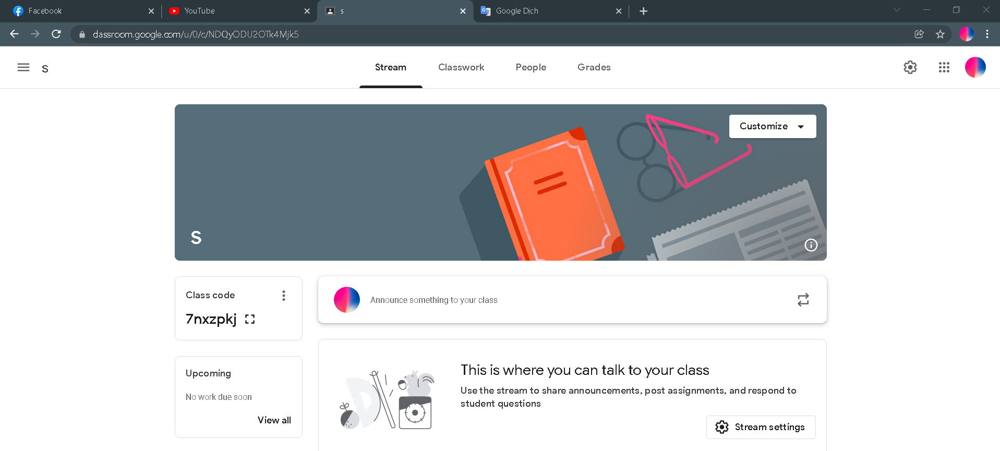 Facebook
YouTube
s
Google Dịch
classroom.google.com/u/0/c/NDQyODU2OTk4Mjk5
s
Stream
Classwork
People
Grades
Customize
s
Class code
7nxzpkj
Announce something to your class
Upcoming
No work due soon
View all
This is where you can talk to your class
Use the stream to share announcements, post assignments, and respond to
student questions
Stream settings